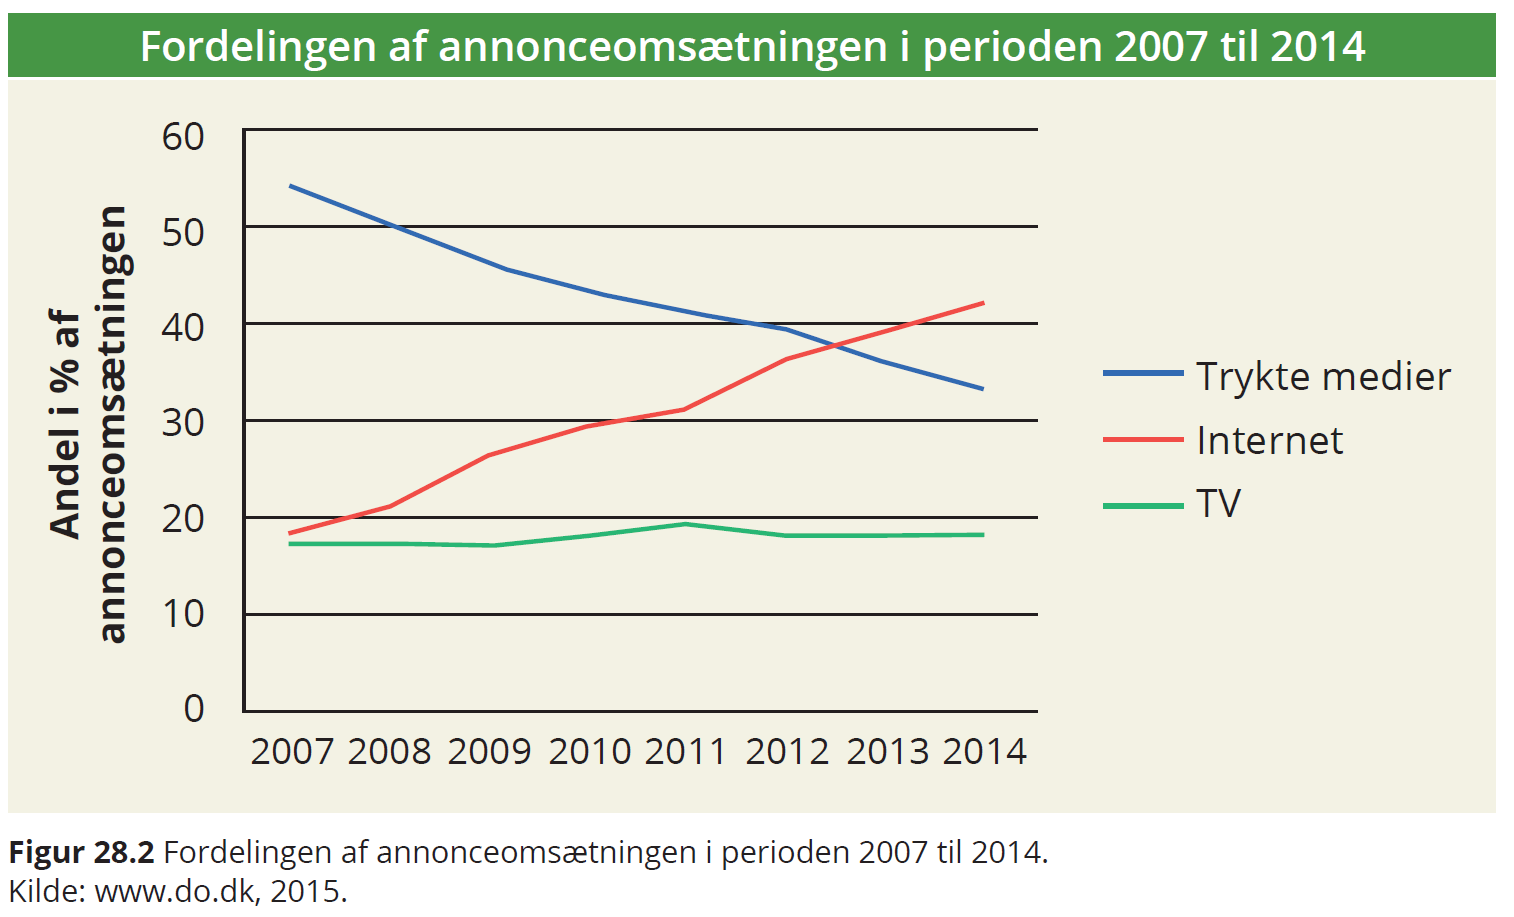 Fordelingen af annonceomsætningen i perioden 2007 til 2014
Andel i % af
annonceomsætningen
60
50
40
30
20
10
0
2007 2008 2009 2010 2011 2012 2013 2014
Trykte medier
Internet
TV
Figur 28.2 Fordelingen af annonceomsætningen i perioden 2007 til 2014.
Kilde: www.do.dk, 2015.